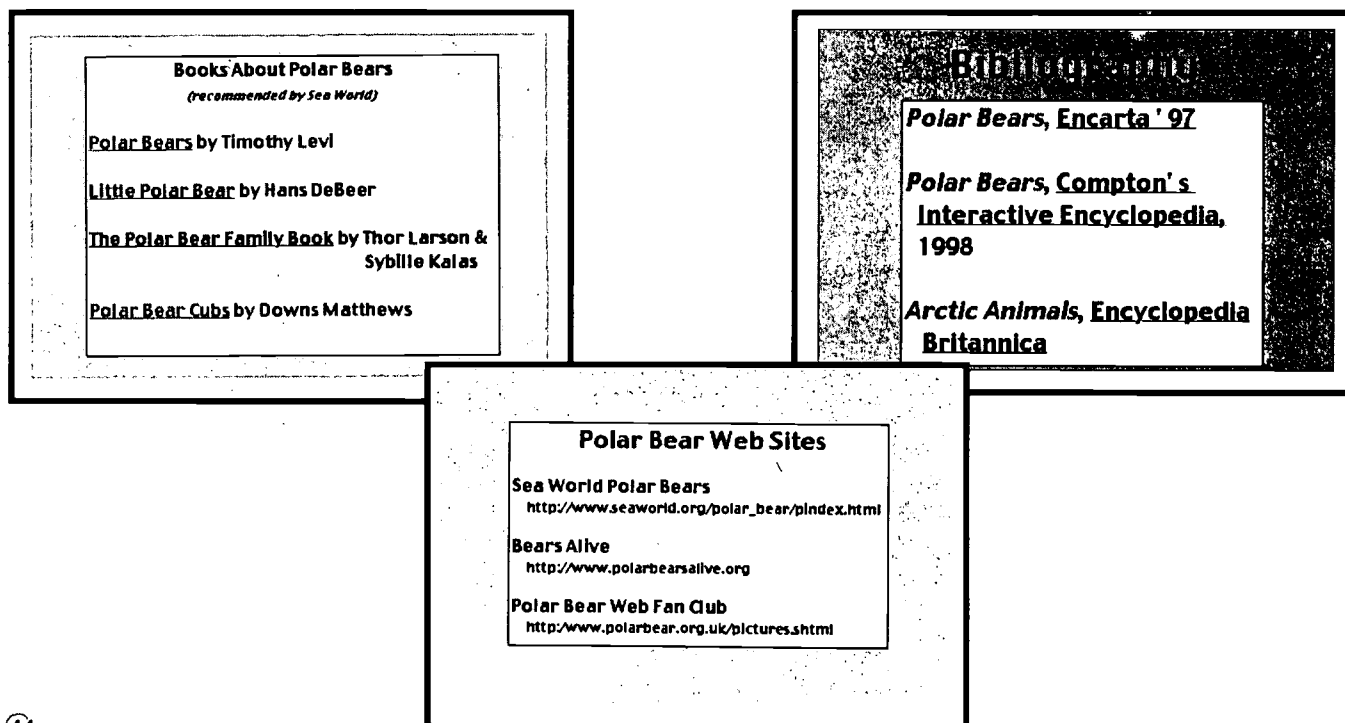 Books About Polar Bears
(recommended by Sea World)
Polar Bears by Timothy Levi
Little Polar Bear by Hans DeBeer
The Polar Bear Family Book by Thor Larson &
Sybille Kalas
Polar Bear Cubs by Downs Matthews
Bibliography
Polar Bears, Encarta ' 97
Polar Bears, Compton' s
Interactive Encyclopedia,
1998
Arctic Animals, Encyclopedia
Britannica
Polar Bear Web Sites
Sea World Polar Bears
http://www.seaworld.org/polar_bear/pindex.html
Bears Alive
http://www.polarbearsalive.org
Polar Bear Web Fan Club
http:/www.polarbear.org.uk/pictures.shtml